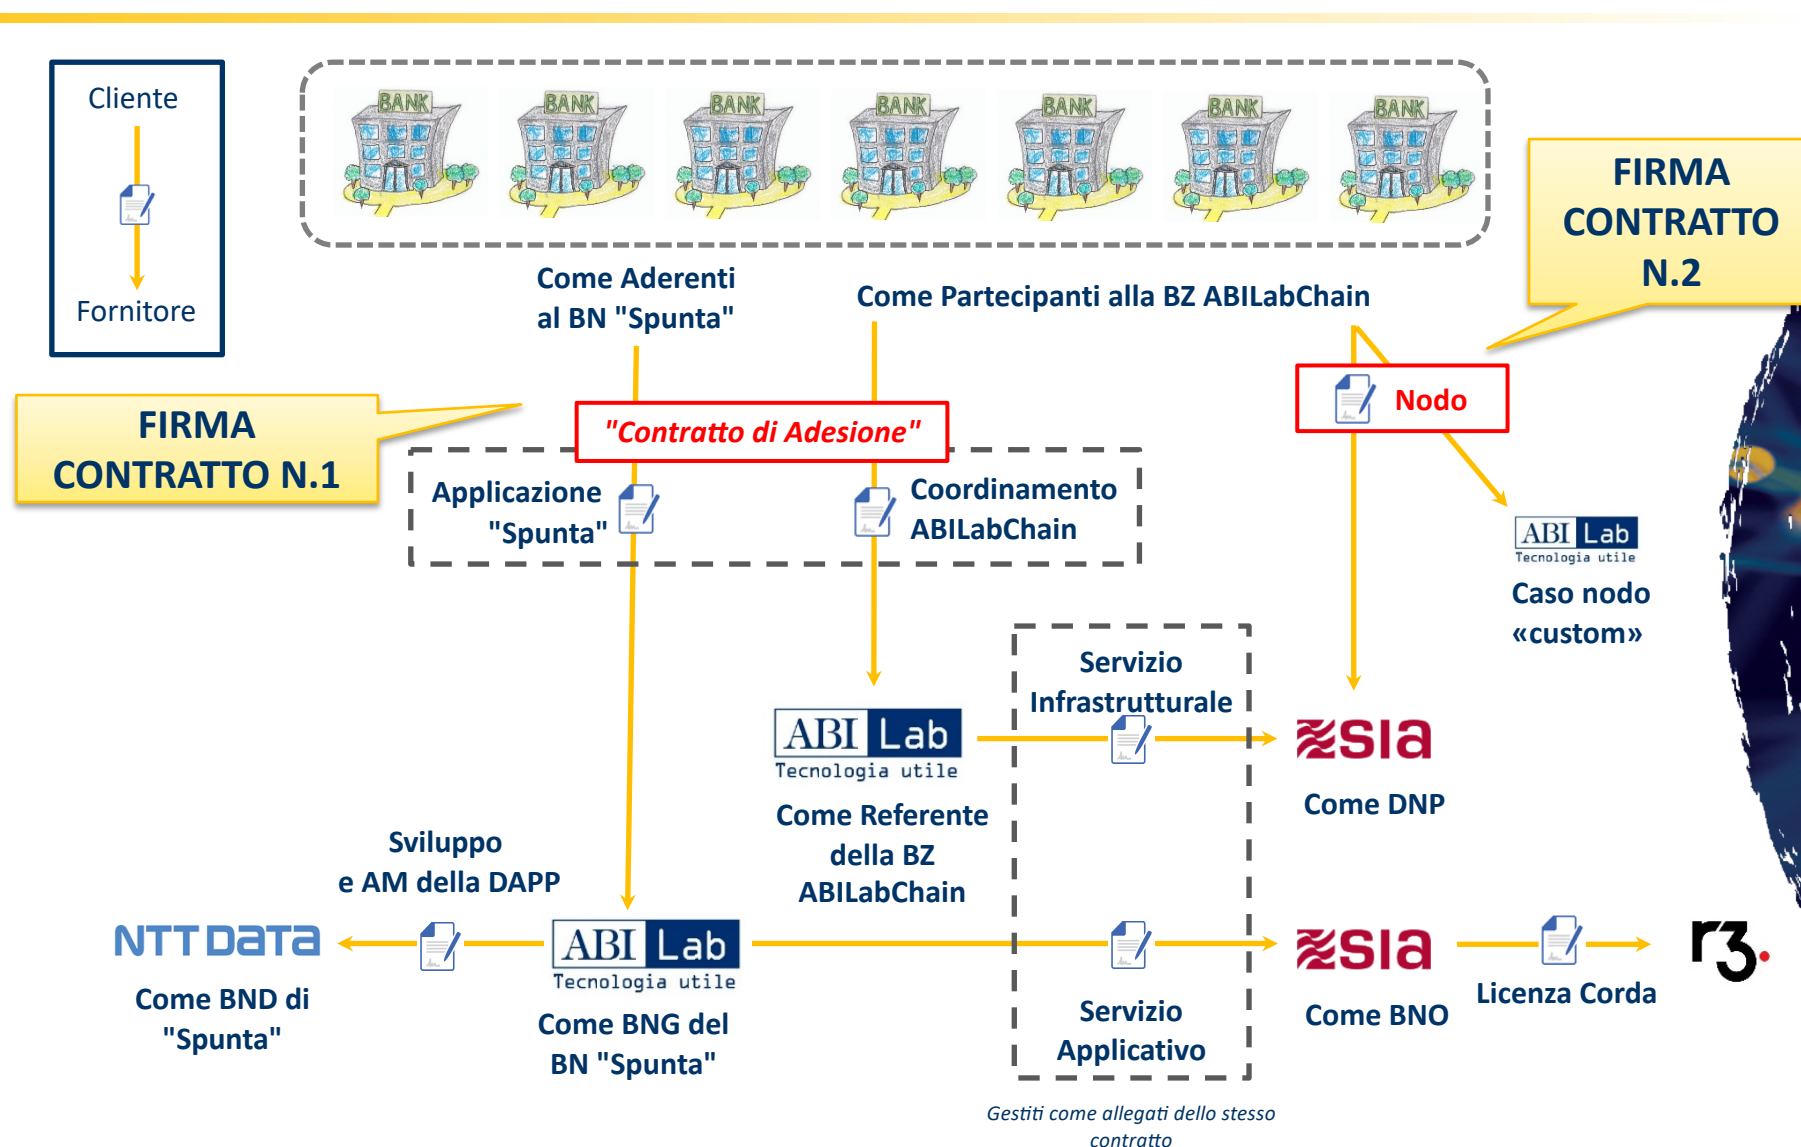 Cliente
Fornitore
BANK
BANK
BANK
BANK
BANK
BANK
BANK
FIRMA
CONTRATTO
N.2
Come Aderenti
al BN "Spunta"
Come Partecipanti alla BZ ABILabChain
FIRMA
CONTRATTO N.1
"Contratto di Adesione"
Nodo
Applicazione
"Spunta"
Coordinamento
ABILabChain
ABI Lab
Tecnologia utile
Caso nodo
«custom»
Servizio
Infrastrutturale
ABI Lab
Tecnologia utile
Come Referente
della BZ
ABILabChain
SIA
Come DNP
Sviluppo
e AM della DAPP
NTT DATA
Come BND di
"Spunta"
ABI Lab
Tecnologia utile
Come BNG del
BN "Spunta"
Servizio
Applicativo
SIA
Come BNO
Licenza Corda
r3.
Gestiti come allegati dello stesso
contratto